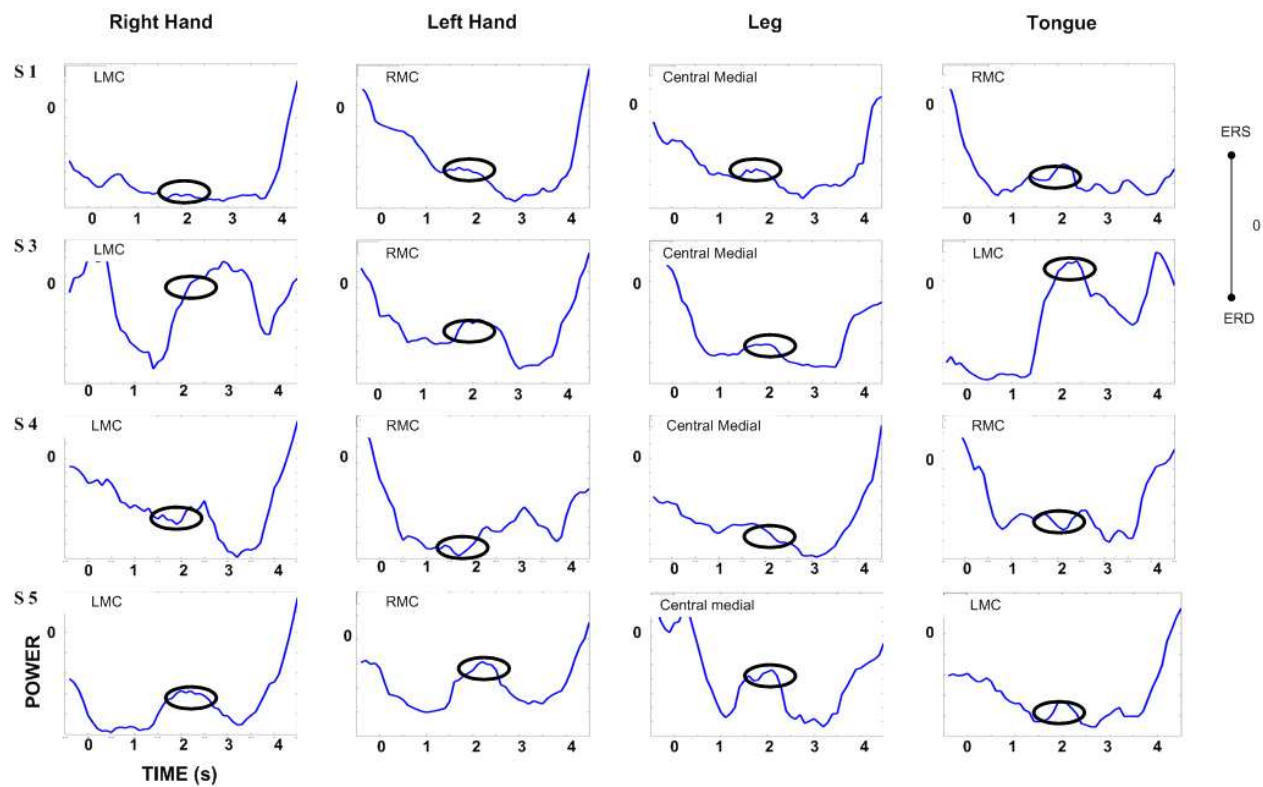 Right Hand Left Hand Leg Tongue
S 1 LMC RMC Central Medial RMC
0 0 0 0
ERS
0
ERD
0 1 2 3 4 0 1 2 3 4 0 1 2 3 4 0 1 2 3 4
S 3 LMC RMC Central Medial LMC
0 0 0 0
0 1 2 3 4 0 1 2 3 4 0 1 2 3 4 0 1 2 3 4
S 4 LMC RMC Central Medial RMC
0 0 0 0
0 1 2 3 4 0 1 2 3 4 0 1 2 3 4 0 1 2 3 4
S 5 LMC RMC Central medial LMC
0 0 0 0
POWER
0 1 2 3 4 0 1 2 3 4 0 1 2 3 4 0 1 2 3 4
TIME (s)